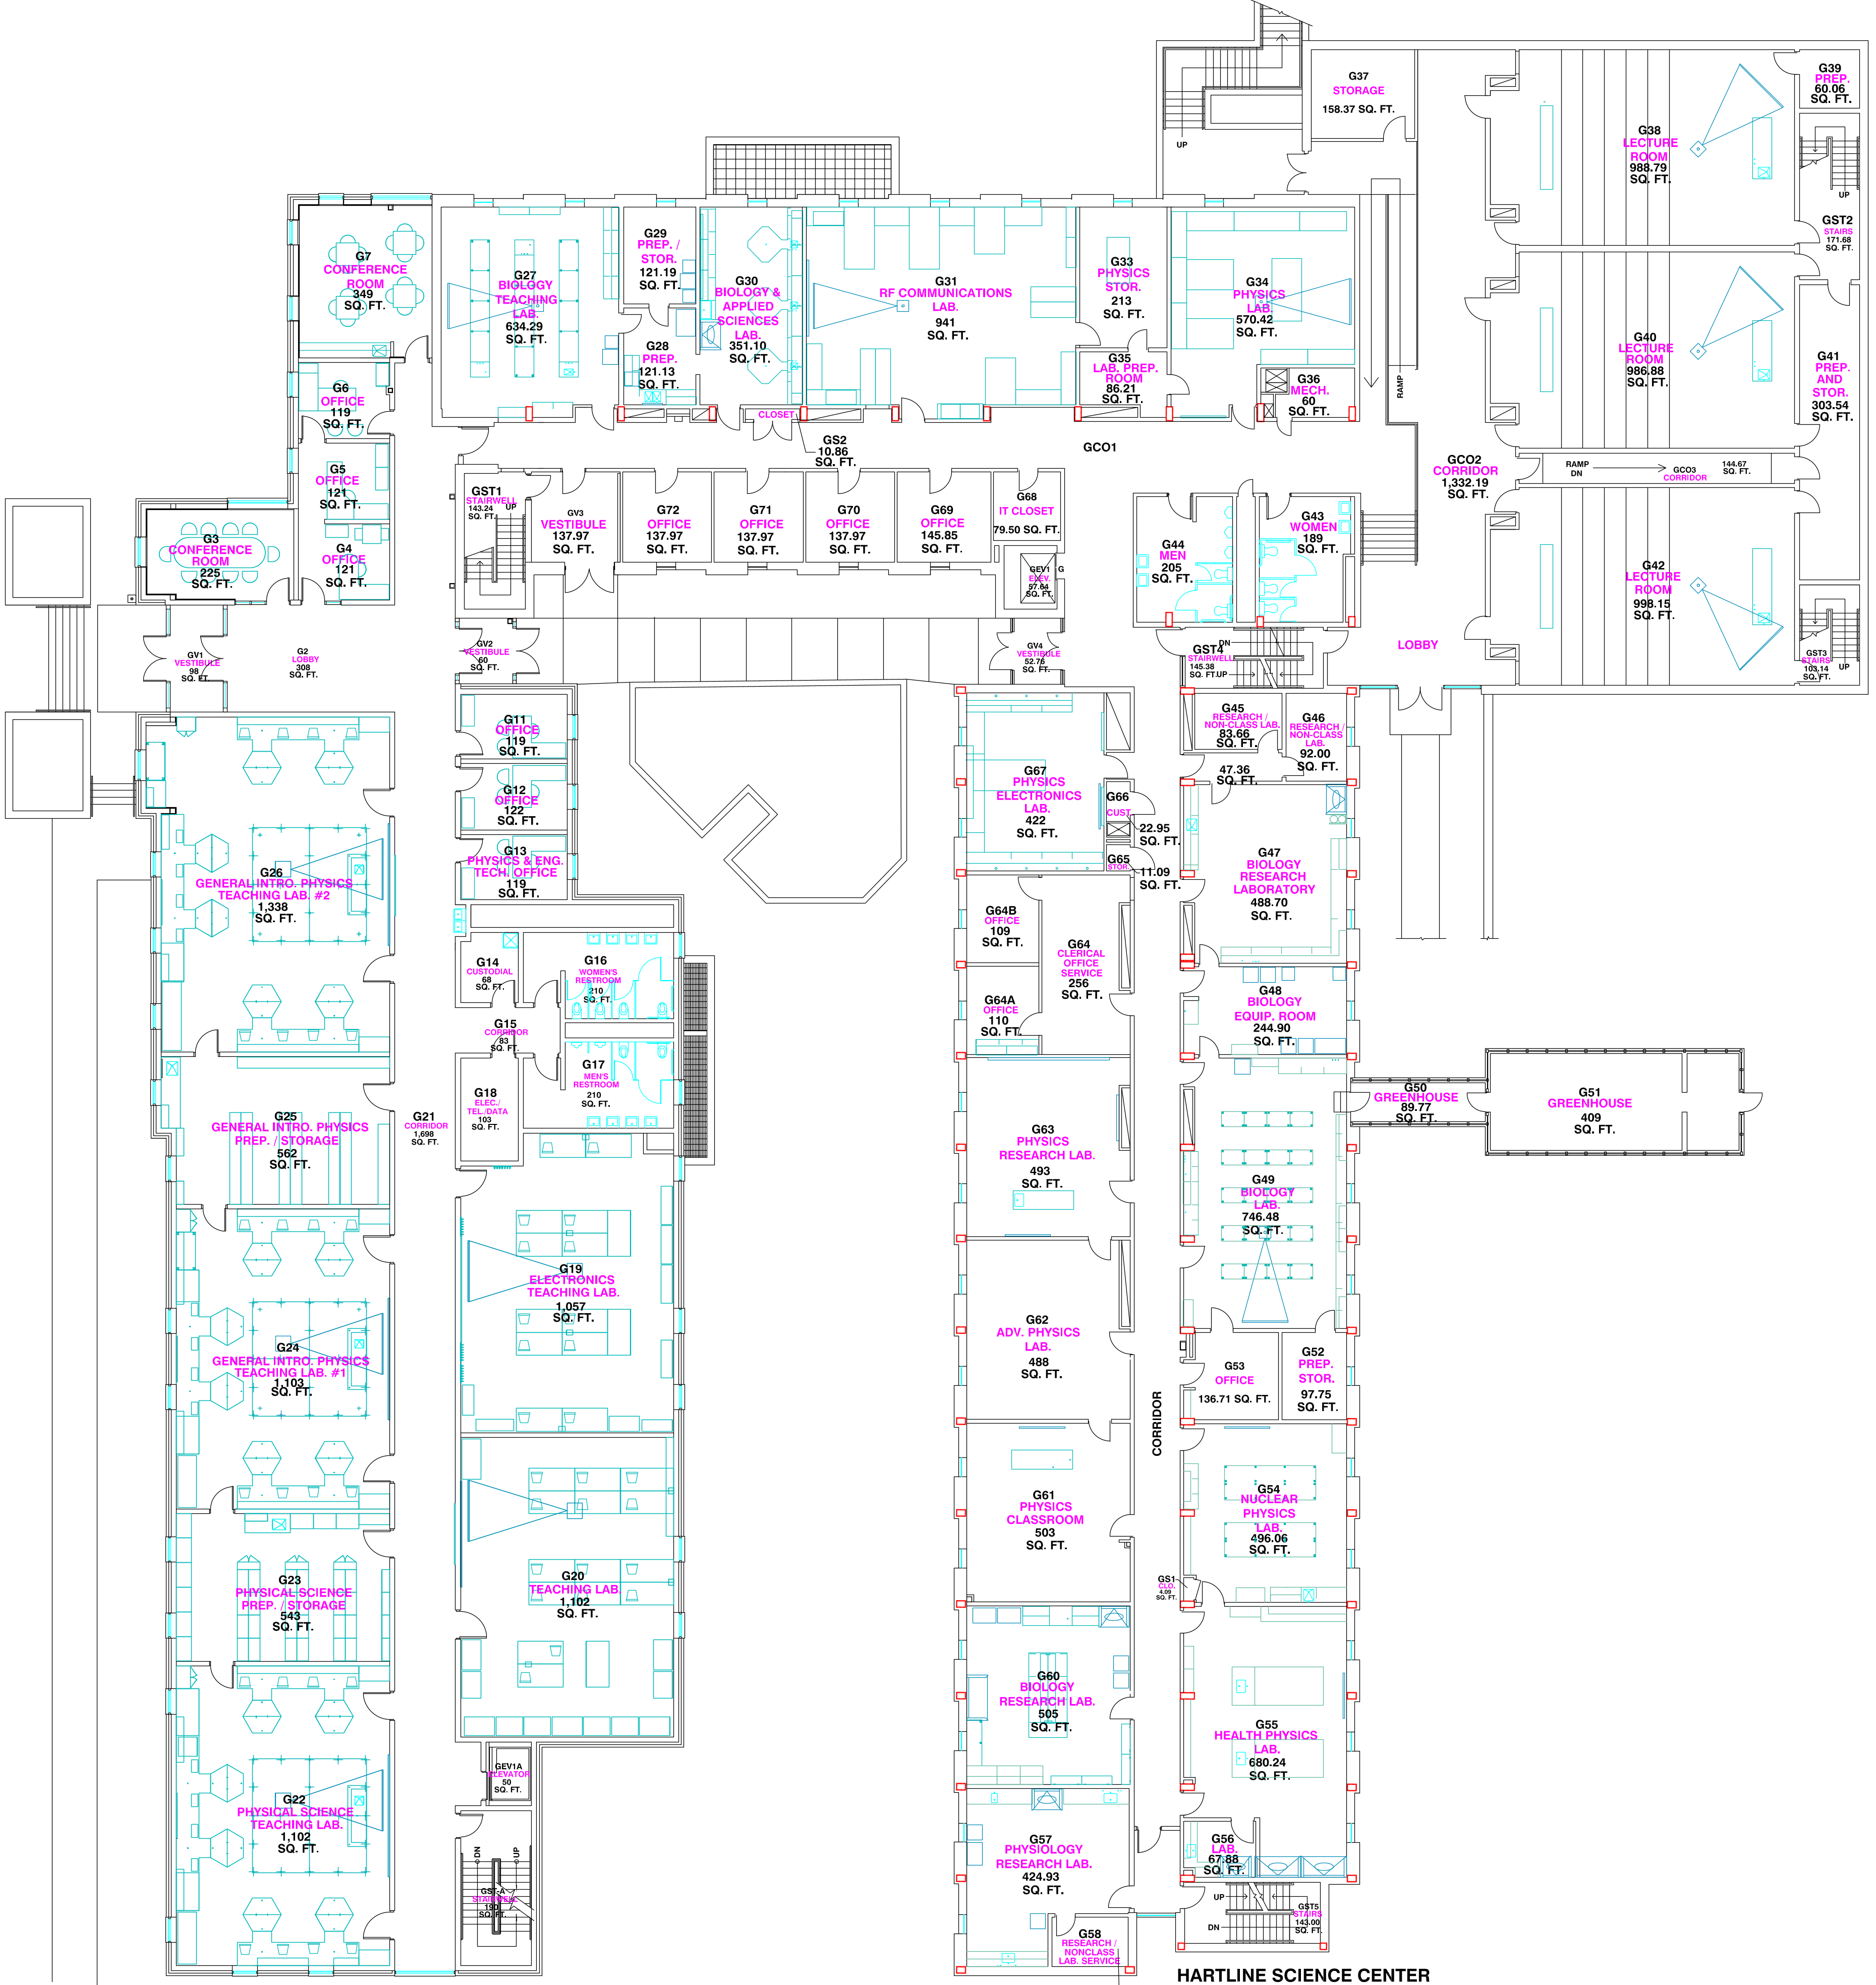 G37
STORAGE
158.37 SQ. FT.
UP
G39
PREP.
60.06
SQ. FT.
G38
LECTURE
ROOM
988.79
SQ. FT.
UP
GST2
STAIRS
171.68
SQ. FT.
G7
CONFERENCE
ROOM
349
SQ. FT.
G27
BIOLOGY
TEACHING
LAB.
634.29
SQ. FT.
G29
PREP. /
STOR.
121.19
SQ. FT.
G28
PREP.
121.13
SQ. FT.
G30
BIOLOGY &
APPLIED
SCIENCES
LAB.
351.10
SQ. FT.
G31
RF COMMUNICATIONS
LAB.
941
SQ. FT.
G33
PHYSICS
STOR.
213
SQ. FT.
G34
PHYSICS
LAB.
570.42
SQ. FT.
G35
LAB. PREP.
ROOM
86.21
SQ. FT.
G36
MECH.
60
SQ. FT.
RAMP
G40
LECTURE
ROOM
986.88
SQ. FT.
G41
PREP.
AND
STOR.
303.54
SQ. FT.
G6
OFFICE
119
SQ. FT.
CLOSET
GS2
10.86
SQ. FT.
GCO1
GCO2
CORRIDOR
1,332.19
SQ. FT.
RAMP
DN
GCO3
CORRIDOR
144.67
SQ. FT.
G5
OFFICE
121
SQ. FT.
GST1
STAIRWELL
143.24
SQ. FT.
UP
GV3
VESTIBULE
137.97
SQ. FT.
G72
OFFICE
137.97
SQ. FT.
G71
OFFICE
137.97
SQ. FT.
G70
OFFICE
137.97
SQ. FT.
G69
OFFICE
145.85
SQ. FT.
G68
IT CLOSET
79.50 SQ. FT.
GEV1
ELEV.
57.64
SQ. FT.
G
G44
MEN
205
SQ. FT.
G43
WOMEN
189
SQ. FT.
G3
CONFERENCE
ROOM
225
SQ. FT.
G4
OFFICE
121
SQ. FT.
G42
LECTURE
ROOM
998.15
SQ. FT.
GV1
VESTIBULE
98
SQ. FT.
G2
LOBBY
308
SQ. FT.
GV2
VESTIBULE
60
SQ. FT.
GV4
VESTIBULE
52.76
SQ. FT.
GST4
STAIRWELL
145.38
SQ. FT.
DN
UP
LOBBY
GST3
STAIRS
103.14
SQ. FT.
UP
G11
OFFICE
119
SQ. FT.
G12
OFFICE
122
SQ. FT.
G13
PHYSICS & ENG.
TECH. OFFICE
119
SQ. FT.
G45
RESEARCH /
NON-CLASS LAB.
83.66
SQ. FT.
G46
RESEARCH /
NON-CLASS
LAB.
92.00
SQ. FT.
47.36
SQ. FT.
G67
PHYSICS
ELECTRONICS
LAB.
422
SQ. FT.
G66
CUST.
22.95
SQ. FT.
G65
STOR.
11.09
SQ. FT.
G47
BIOLOGY
RESEARCH
LABORATORY
488.70
SQ. FT.
G26
GENERAL INTRO. PHYSICS
TEACHING LAB. #2
1,338
SQ. FT.
G14
CUSTODIAL
68
SQ. FT.
G16
WOMEN'S
RESTROOM
210
SQ. FT.
G15
CORRIDOR
83
SQ. FT.
G17
MEN'S
RESTROOM
210
SQ. FT.
G18
ELEC./
TEL./DATA
103
SQ. FT.
G64B
OFFICE
109
SQ. FT.
G64
CLERICAL
OFFICE
SERVICE
256
SQ. FT.
G64A
OFFICE
110
SQ. FT.
G48
BIOLOGY
EQUIP. ROOM
244.90
SQ. FT.
G50
GREENHOUSE
89.77
SQ. FT.
G51
GREENHOUSE
409
SQ. FT.
G25
GENERAL INTRO. PHYSICS
PREP. / STORAGE
562
SQ. FT.
G21
CORRIDOR
1,698
SQ. FT.
G63
PHYSICS
RESEARCH LAB.
493
SQ. FT.
G49
BIOLOGY
LAB.
746.48
SQ. FT.
G19
ELECTRONICS
TEACHING LAB.
1,057
SQ. FT.
G24
GENERAL INTRO. PHYSICS
TEACHING LAB. #1
1,103
SQ. FT.
G62
ADV. PHYSICS
LAB.
488
SQ. FT.
G53
OFFICE
136.71 SQ. FT.
G52
PREP.
STOR.
97.75
SQ. FT.
CORRIDOR
G61
PHYSICS
CLASSROOM
503
SQ. FT.
G54
NUCLEAR
PHYSICS
LAB.
496.06
SQ. FT.
GS1
CLO.
4.09
SQ. FT.
G23
PHYSICAL SCIENCE
PREP. / STORAGE
543
SQ. FT.
G20
TEACHING LAB.
1,102
SQ. FT.
G60
BIOLOGY
RESEARCH LAB.
505
SQ. FT.
G55
HEALTH PHYSICS
LAB.
680.24
SQ. FT.
GEV1A
ELEVATOR
50
SQ. FT.
G22
PHYSICAL SCIENCE
TEACHING LAB.
1,102
SQ. FT.
DN
UP
GST-A
STAIRWELL
190
SQ. FT.
G57
PHYSIOLOGY
RESEARCH LAB.
424.93
SQ. FT.
G56
LAB.
67.88
SQ. FT.
UP
DN
GST5
STAIRS
143.00
SQ. FT.
G58
RESEARCH /
NONCLASS
LAB. SERVICE
HARTLINE SCIENCE CENTER